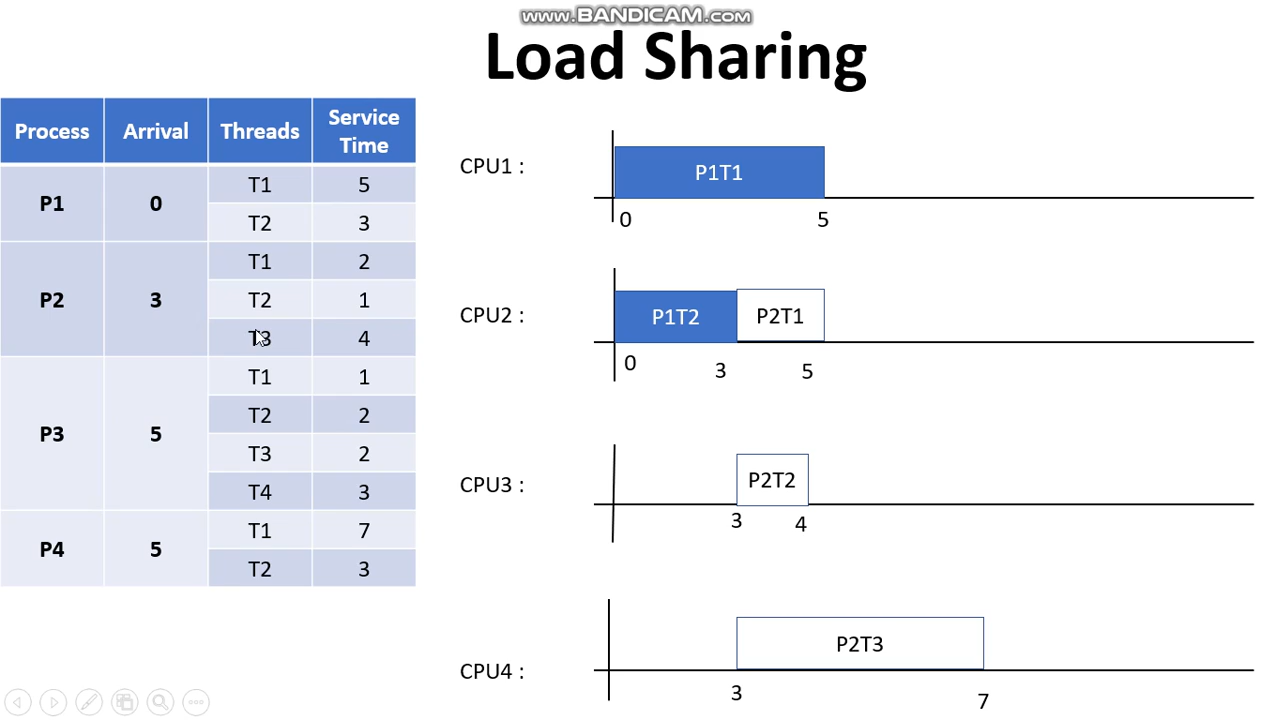 www.BANDICAM.com
Load Sharing
Process Arrival Threads Service Time
P1 0 T1 5
T2 3
P2 3 T1 2
T2 1
T3 4
P3 5 T1 1
T2 2
T3 2
T4 3
P4 5 T1 7
T2 3
CPU1 :
P1T1
0 5
CPU2 :
P1T2 P2T1
0 3 5
CPU3 :
P2T2
3 4
CPU4 :
P2T3
3 7